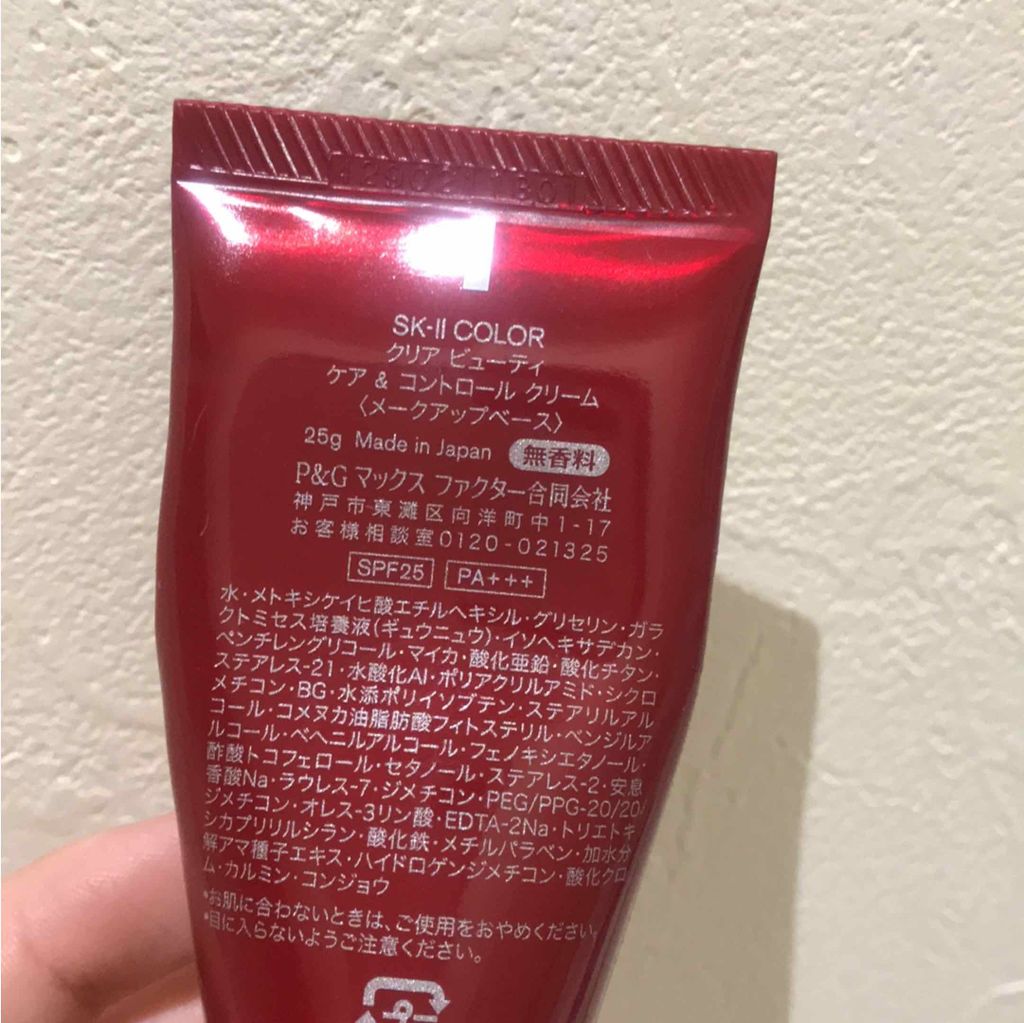 SK-II COLOR
クリア ビューティ
ケア & コントロール クリーム
〈メークアップベース〉
25g Made in Japan 無香料
P&G マックス ファクター合同会社
神戸市東灘区向洋町中1-17
お客様相談室0120-021325
SPF25 PA+++
水・メトキシケイヒ酸エチルヘキシル・グリセリン・ガラ
クトミセス培養液(ギュウニュウ)・イソヘキサデカン・
ペンチレングリコール・マイカ・酸化亜鉛・酸化チタン・
ステアレス-21・水酸化Al・ポリアクリルアミド・シクロ
メチコン・BG・水添ポリイソブテン・ステアリルアル
コール・コメヌカ油脂肪酸フィトステリル・ベンジルア
ルコール・ベヘニルアルコール・フェノキシエタノール・
酢酸トコフェロール・セタノール・ステアレス-2・安息
香酸Na・ラウレス-7・ジメチコン・PEG/PPG-20/20/
ジメチコン・オレス-3リン酸・EDTA-2Na・トリエトキ
シカプリリルシラン・酸化鉄・メチルパラベン・加水分
解アマ種子エキス・ハイドロゲンジメチコン・酸化クロ
ム・カルミン・コンジョウ
*お肌に合わないときは、ご使用をおやめください。
*目に入らないようご注意ください。